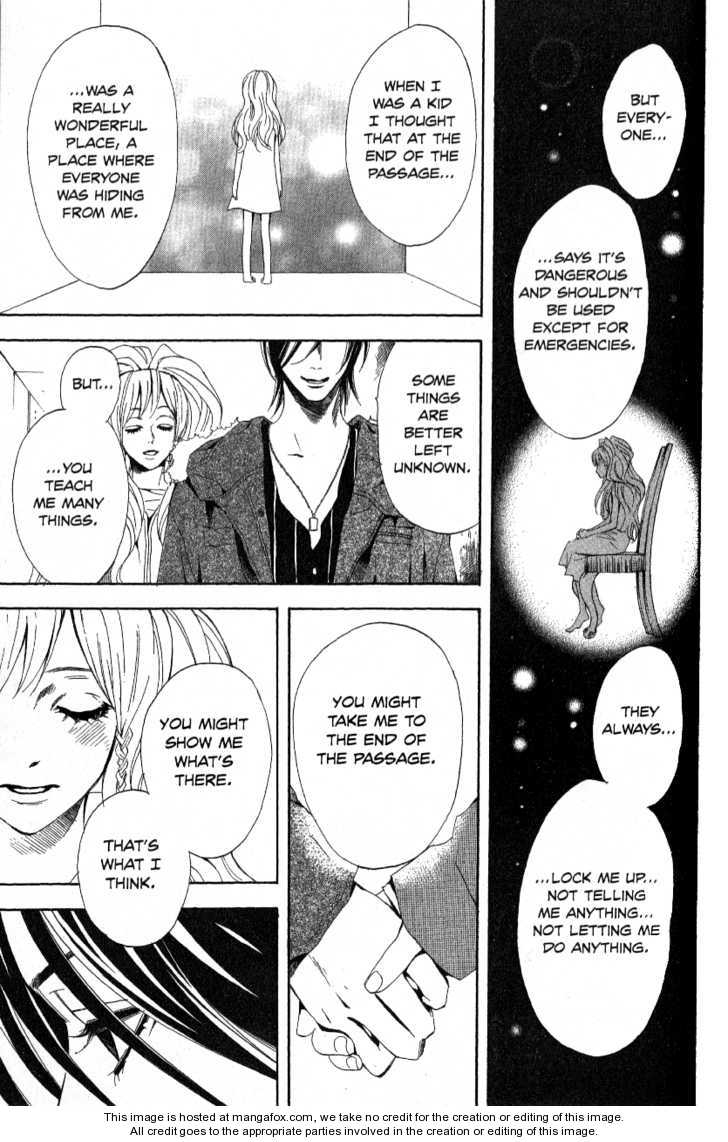 BUT
EVERY-
ONE...
...SAYS IT'S
DANGEROUS
AND SHOULDN'T
BE USED
EXCEPT FOR
EMERGENCIES.
THEY
ALWAYS...
...LOCK ME UP...
NOT TELLING
ME ANYTHING...
NOT LETTING ME
DO ANYTHING.
WHEN I
WAS A KID
I THOUGHT
THAT AT THE
END OF THE
PASSAGE...
...WAS A
REALLY
WONDERFUL
PLACE; A
PLACE WHERE
EVERYONE
WAS HIDING
FROM ME.
SOME
THINGS
ARE
BETTER
LEFT
UNKNOWN.
BUT...
...YOU
TEACH
ME MANY
THINGS.
YOU MIGHT
TAKE ME TO
THE END OF
THE PASSAGE.
YOU MIGHT
SHOW ME
WHAT'S
THERE.
THAT'S
WHAT I
THINK.
This image is hosted at mangafox.com, we take no credit for the creation or editing of this image.
All credit goes to the appropriate parties involved in the creation or editing of this image.